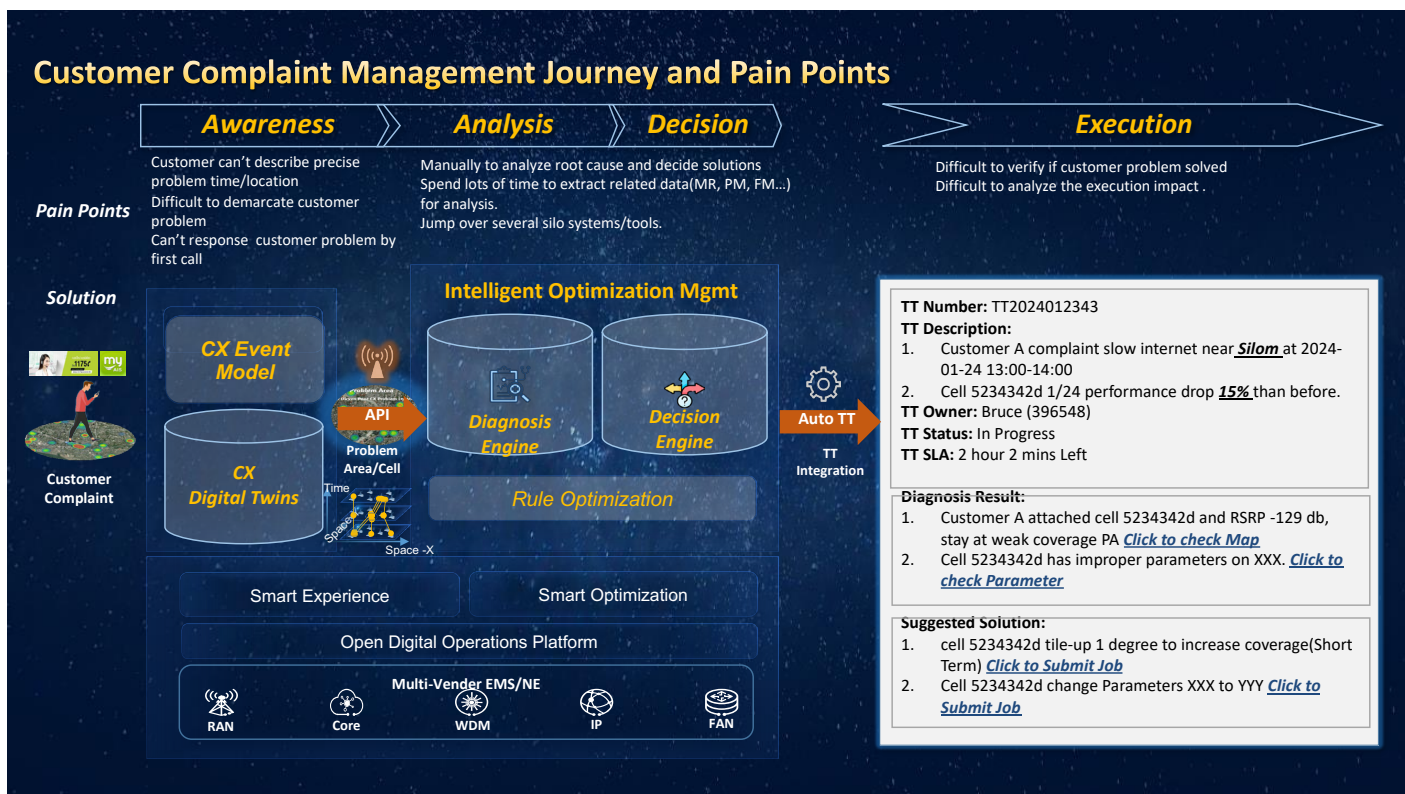 Customer Complaint Management Journey and Pain Points
Awareness
Analysis
Decision
Execution
Pain Points
Customer can't describe precise
problem time/location
Difficult to demarcate customer
problem
Can't response  customer problem by
first call
Manually to analyze root cause and decide solutions
Spend lots of time to extract related data(MR, PM, FM...)
for analysis.
Jump over several silo systems/tools.
Difficult to verify if customer problem solved
Difficult to analyze the execution impact .
Solution
1175
my
Customer
Complaint
CX Event
Model
CX
Digital Twins
Problem Area
API
Problem
Area/Cell
Time
Space
Space -X
Intelligent Optimization Mgmt
Diagnosis
Engine
Decision
Engine
Rule Optimization
Auto TT
TT
Integration
Smart Experience
Smart Optimization
Open Digital Operations Platform
Multi-Vender EMS/NE
RAN
Core
WDM
IP
FAN
TT Number: TT2024012343
TT Description:
1. Customer A complaint slow internet near Silom at 2024-
01-24 13:00-14:00
2. Cell 5234342d 1/24 performance drop 15% than before.
TT Owner: Bruce (396548)
TT Status: In Progress
TT SLA: 2 hour 2 mins Left
Diagnosis Result:
1. Customer A attached cell 5234342d and RSRP -129 db,
stay at weak coverage PA Click to check Map
2. Cell 5234342d has improper parameters on XXX. Click to
check Parameter
Suggested Solution:
1. cell 5234342d tile-up 1 degree to increase coverage(Short
Term) Click to Submit Job
2. Cell 5234342d change Parameters XXX to YYY Click to
Submit Job